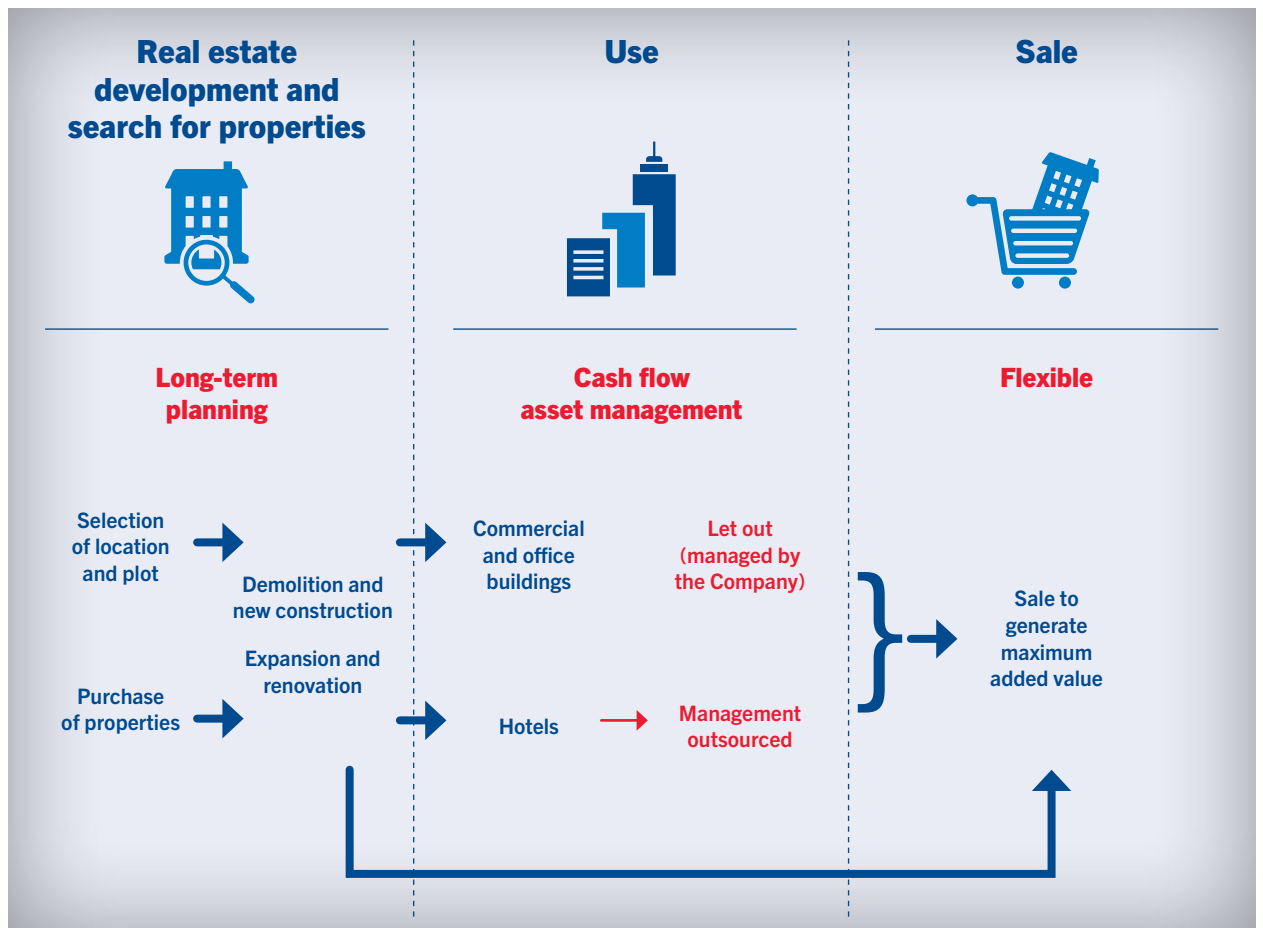 Real estate
development and
search for properties
Use
Sale
Long-term
planning
Cash flow
asset management
Flexible
Selection
of location
and plot
Demolition and
new construction
Expansion and
renovation
Purchase
of properties
Commercial
and office
buildings
Let out
(managed by
the Company)
Hotels
Management
outsourced
Sale to
generate
maximum
added value